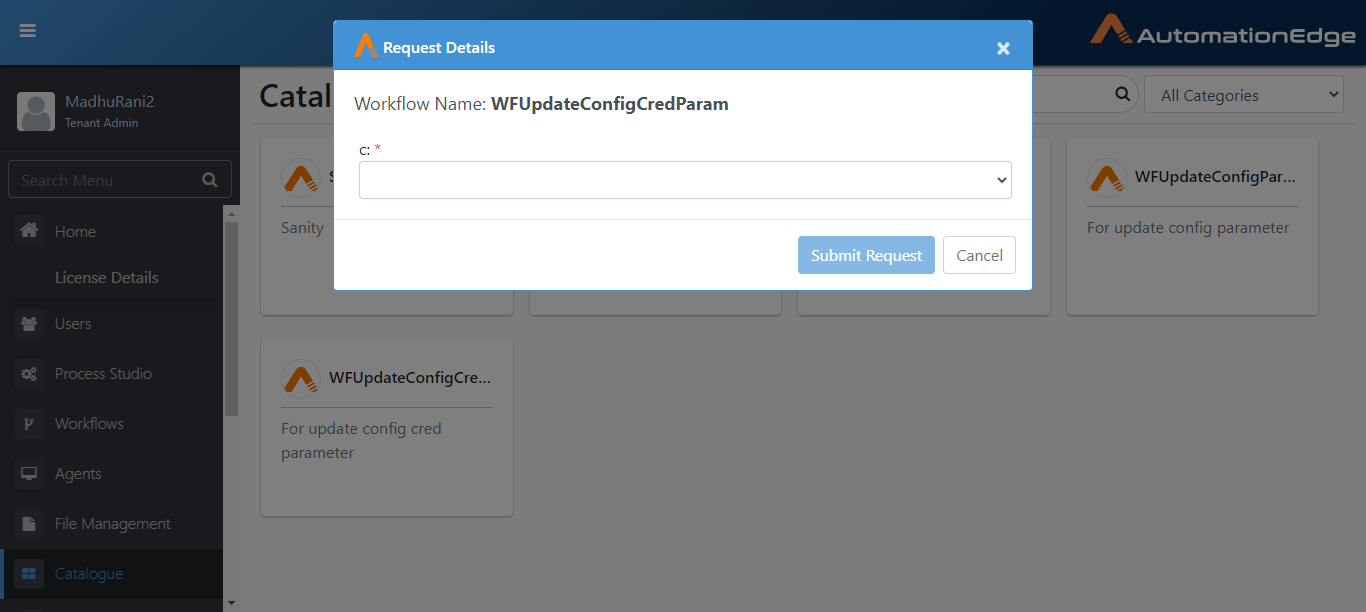 AutomationEdge
MadhuRani2
Tenant Admin
Search Menu
Home
License Details
Users
Process Studio
Workflows
Agents
File Management
Catalogue
Request Details
×
Workflow Name: WFUpdateConfigCredParam
c: *
Submit Request
Cancel
Catal
All Categories
Sanity
WFUpdateConfigPar...
For update config parameter
WFUpdateConfigCre...
For update config cred
parameter